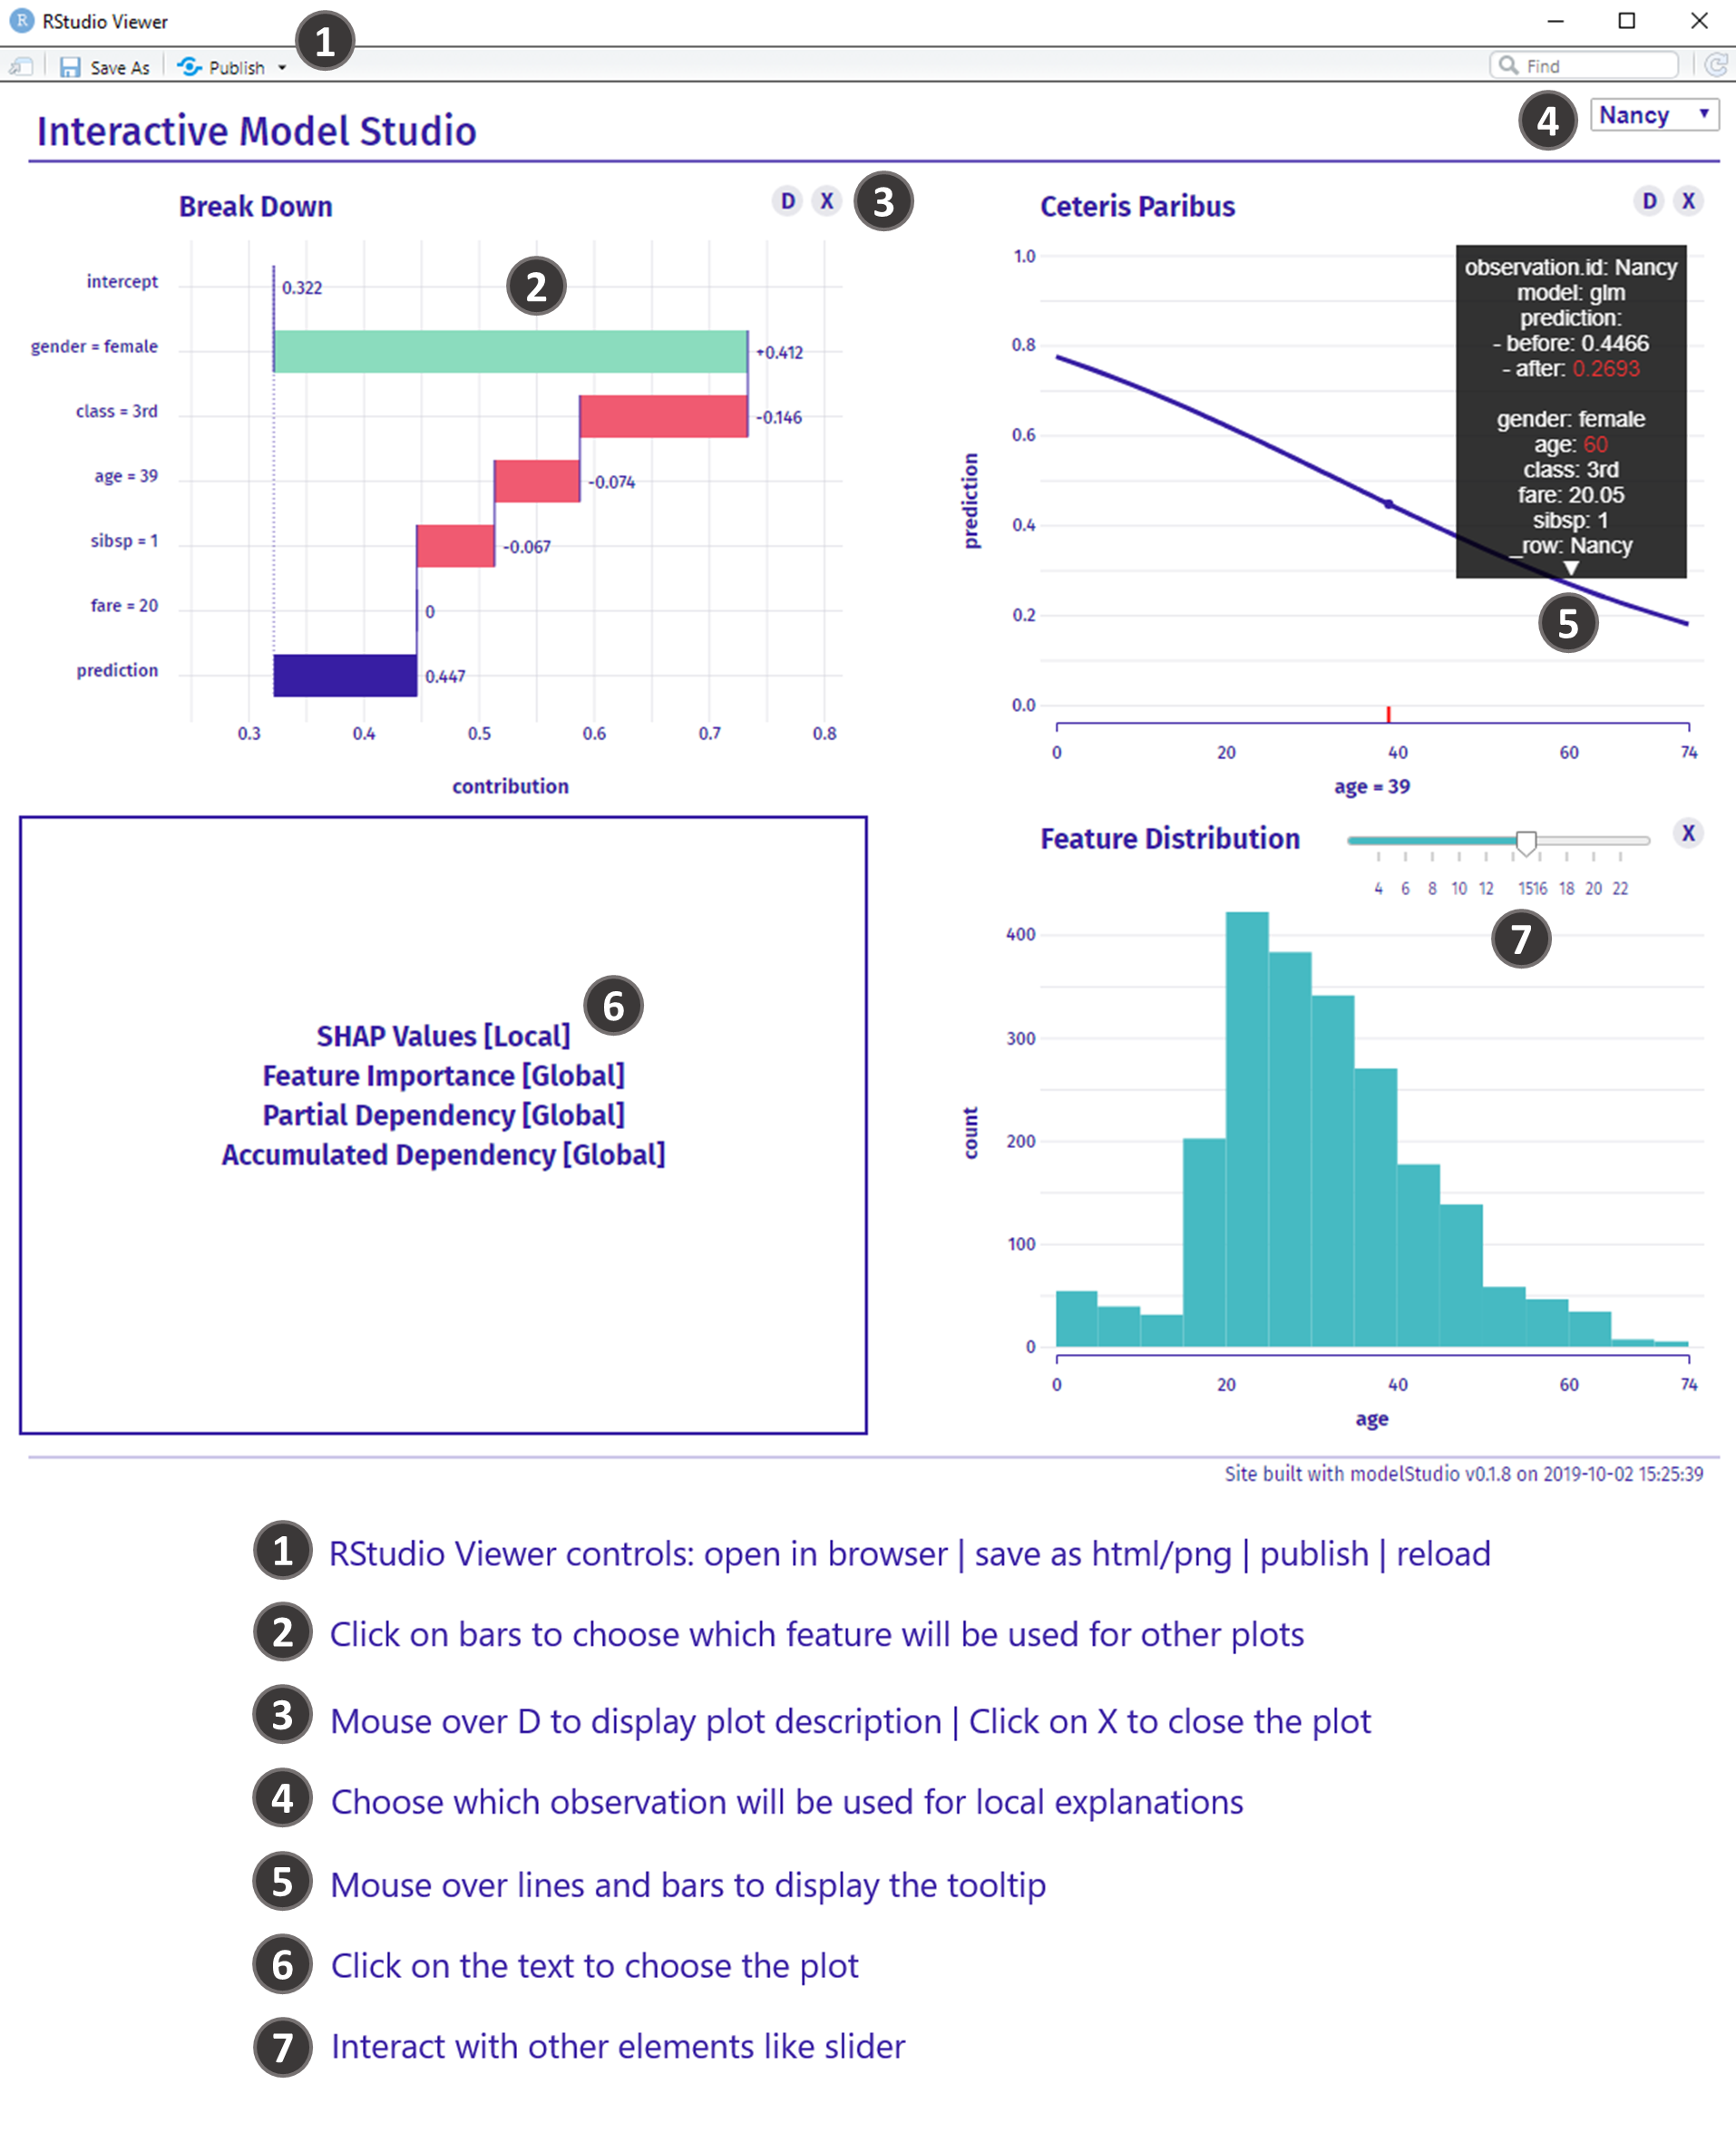 RStudio Viewer
1
Save As
Publish
Find
Interactive Model Studio
4
Nancy
Break Down
D X
3
intercept
0.322
2
gender = female
+0.412
class = 3rd
-0.146
age = 39
-0.074
sibsp = 1
-0.067
fare = 20
0
prediction
0.447
0.3 0.4 0.5 0.6 0.7 0.8
contribution
Ceteris Paribus
D X
1.0
0.8
0.6
0.4
0.2
0.0
prediction
observation.id: Nancy
model: glm
prediction:
- before: 0.4466
- after: 0.2693
gender: female
age: 60
class: 3rd
fare: 20.05
sibsp: 1
_row: Nancy
5
0 20 40 60 74
age = 39
6
SHAP Values [Local]
Feature Importance [Global]
Partial Dependency [Global]
Accumulated Dependency [Global]
Feature Distribution
X
4 6 8 10 12 1516 18 20 22
7
400
300
200
100
0
count
0 20 40 60 74
age
Site built with modelStudio v0.1.8 on 2019-10-02 15:25:39
1 RStudio Viewer controls: open in browser | save as html/png | publish | reload
2 Click on bars to choose which feature will be used for other plots
3 Mouse over D to display plot description | Click on X to close the plot
4 Choose which observation will be used for local explanations
5 Mouse over lines and bars to display the tooltip
6 Click on the text to choose the plot
7 Interact with other elements like slider